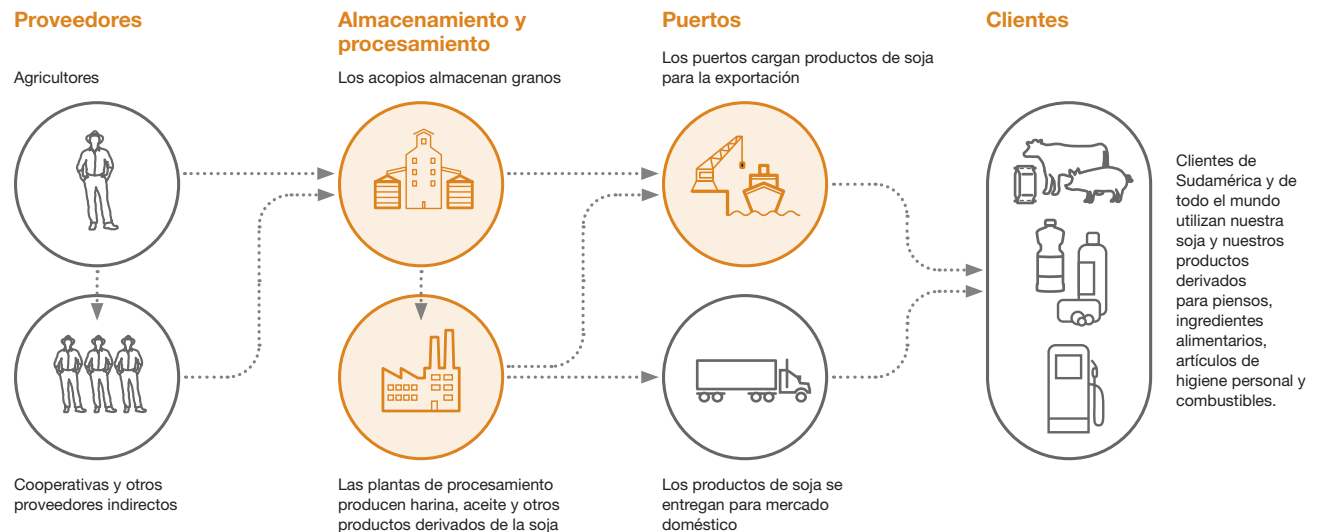 Proveedores
Agricultores
Cooperativas y otros
proveedores indirectos
Almacenamiento y
procesamiento
Los acopios almacenan granos
Las plantas de procesamiento
producen harina, aceite y otros
productos derivados de la soja
Puertos
Los puertos cargan productos de soja
para la exportación
Los productos de soja se
entregan para mercado
doméstico
Clientes
Clientes de
Sudamérica y de
todo el mundo
utilizan nuestra
soja y nuestros
productos
derivados
para piensos,
ingredientes
alimentarios,
artículos de
higiene personal y
combustibles.